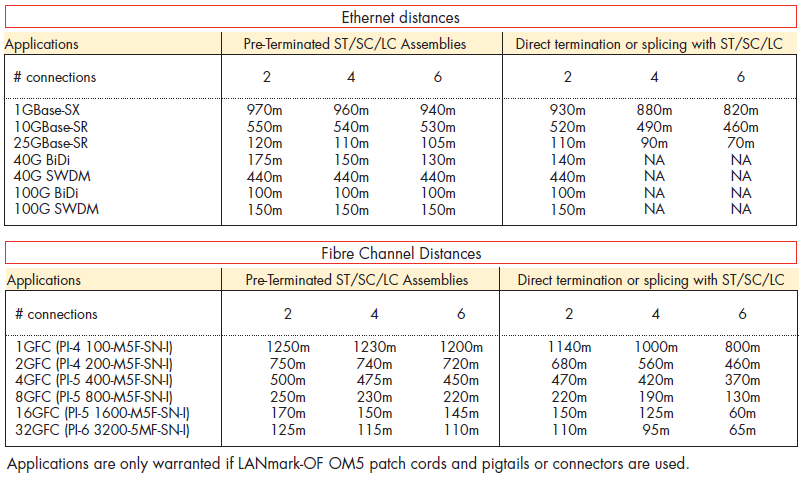 Ethernet distances
Applications Pre-Terminated ST/SC/LC Assemblies Direct termination or splicing with ST/SC/LC
# connections 2 4 6 2 4 6
1GBase-SX 970m 960m 940m 930m 880m 820m
10GBase-SR 550m 540m 530m 520m 490m 460m
25GBase-SR 120m 110m 105m 110m 90m 70m
40G BiDi 175m 150m 130m 140m NA NA
40G SWDM 440m 440m 440m 440m NA NA
100G BiDi 100m 100m 100m 100m NA NA
100G SWDM 150m 150m 150m 150m NA NA
Fibre Channel Distances
Applications Pre-Terminated ST/SC/LC Assemblies Direct termination or splicing with ST/SC/LC
# connections 2 4 6 2 4 6
1GFC (PI-4 100-M5F-SN-I) 1250m 1230m 1200m 1140m 1000m 800m
2GFC (PI-4 200-M5F-SN-I) 750m 740m 720m 680m 560m 460m
4GFC (PI-5 400-M5F-SN-I) 500m 475m 450m 470m 420m 370m
8GFC (PI-5 800-M5F-SN-I) 250m 230m 220m 220m 190m 130m
16GFC (PI-5 1600-M5F-SN-I) 170m 150m 145m 150m 125m 60m
32GFC (PI-6 3200-5MF-SN-I) 125m 115m 110m 110m 95m 65m
Applications are only warranted if LANmark-OF OM5 patch cords and pigtails or connectors are used.